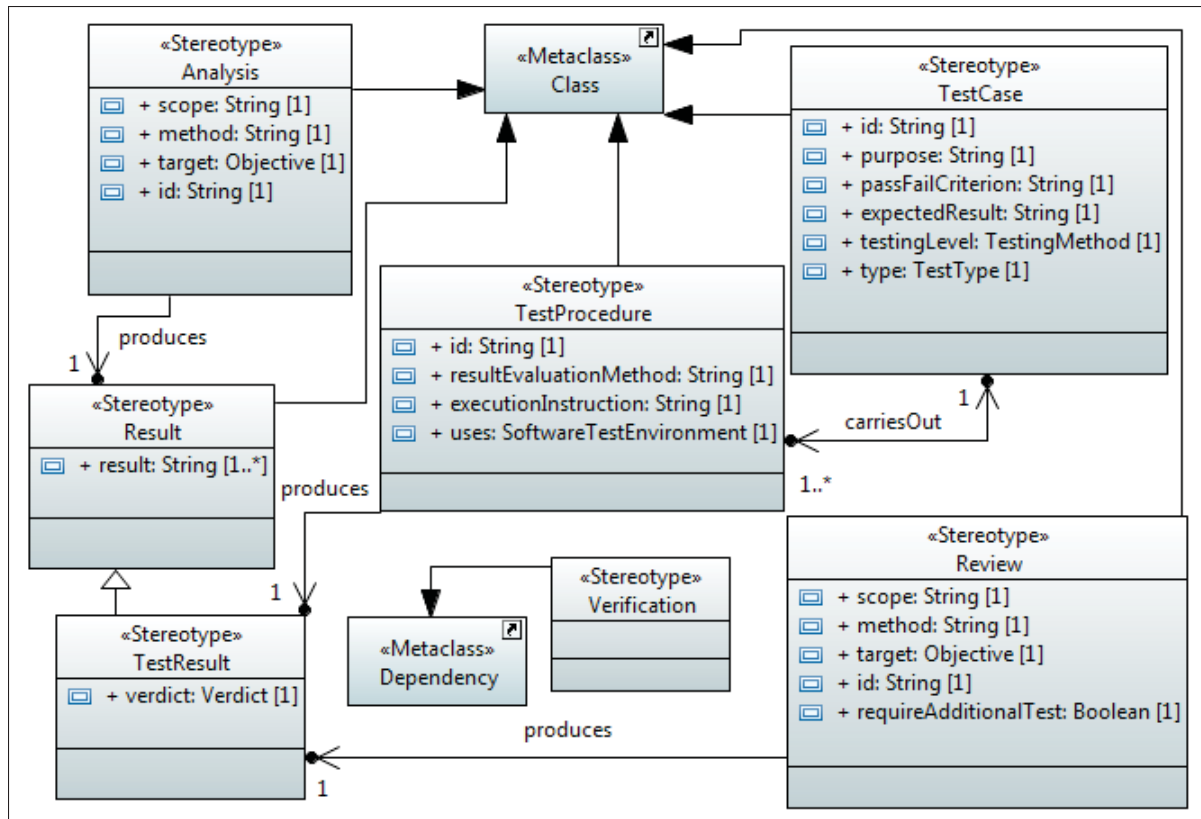 «Stereotype»
Analysis
+ scope: String [1]
+ method: String [1]
+ target: Objective [1]
+ id: String [1]
«Metaclass»
Class
«Stereotype»
TestCase
+ id: String [1]
+ purpose: String [1]
+ passFailCriterion: String [1]
+ expectedResult: String [1]
+ testingLevel: TestingMethod [1]
+ type: TestType [1]
produces
1
«Stereotype»
Result
+ result: String [1..*]
«Stereotype»
TestProcedure
+ id: String [1]
+ resultEvaluationMethod: String [1]
+ executionInstruction: String [1]
+ uses: SoftwareTestEnvironment [1]
1
carriesOut
1..*
produces
1
«Stereotype»
TestResult
+ verdict: Verdict [1]
«Metaclass»
Dependency
«Stereotype»
Verification
«Stereotype»
Review
+ scope: String [1]
+ method: String [1]
+ target: Objective [1]
+ id: String [1]
+ requireAdditionalTest: Boolean [1]
produces
1